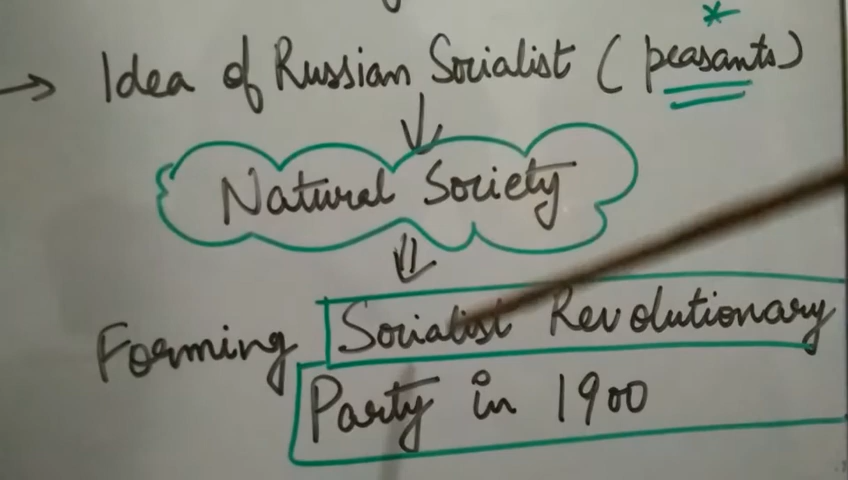 → Idea of Russian Socialist (peasants)
Natural Society
Forming Socialist Revolutionary
Party in 1900